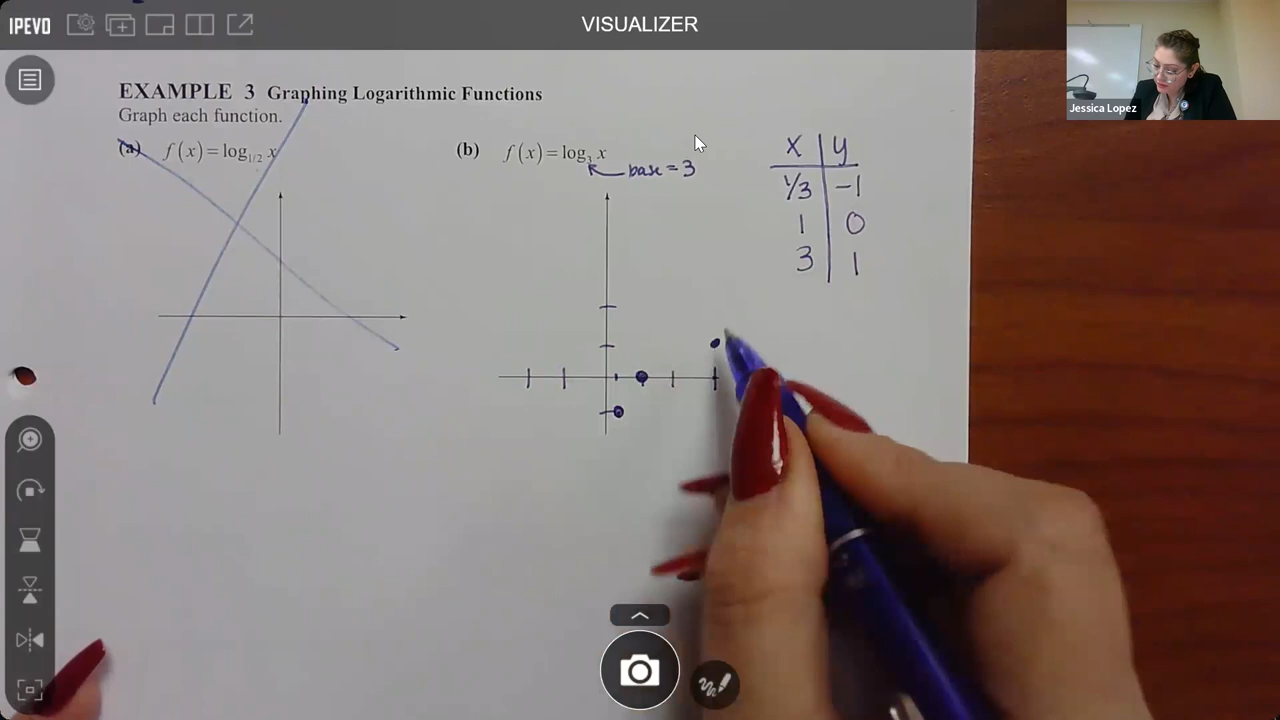 IPEVO
VISUALIZER
Jessica Lopez
EXAMPLE 3 Graphing Logarithmic Functions
Graph each function.
(a) f(x) = log1/2 x
(b) f(x) = log3 x
base = 3
x | y
1/3 | -1
1 | 0
3 | 1